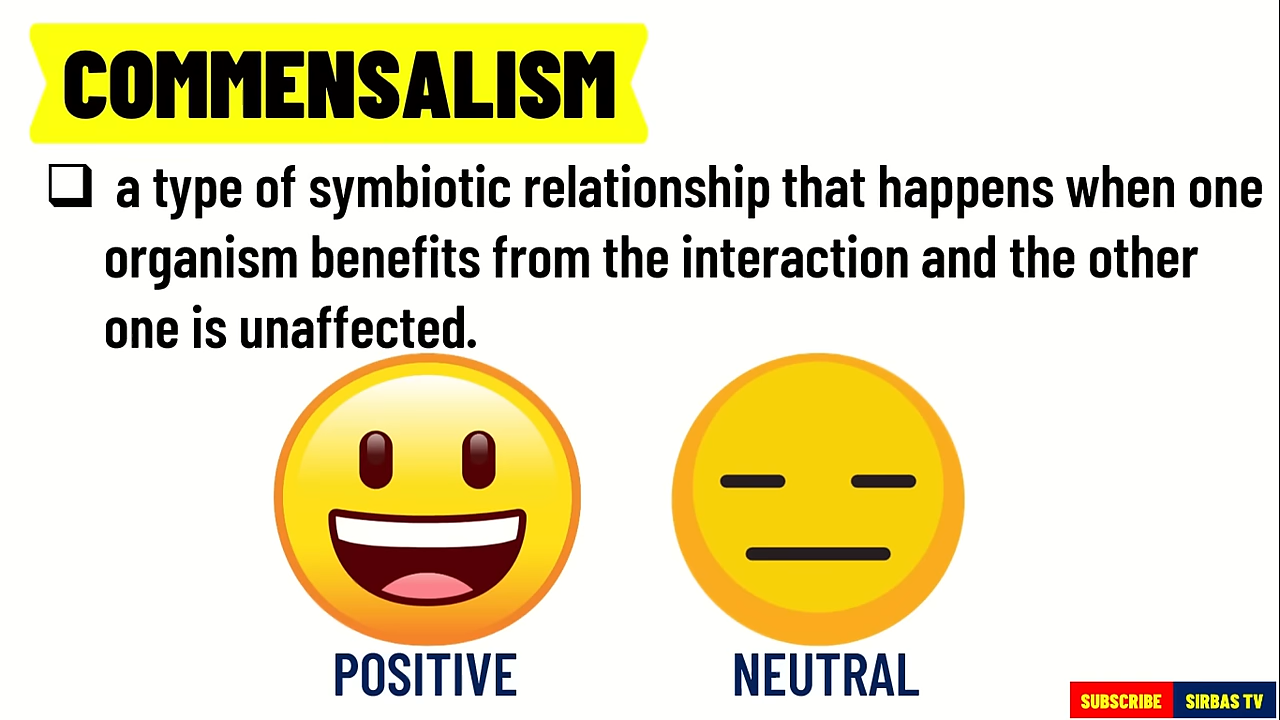 COMMENSALISM
❑ a type of symbiotic relationship that happens when one
organism benefits from the interaction and the other
one is unaffected.
POSITIVE NEUTRAL
SUBSCRIBE SIRBAS TV